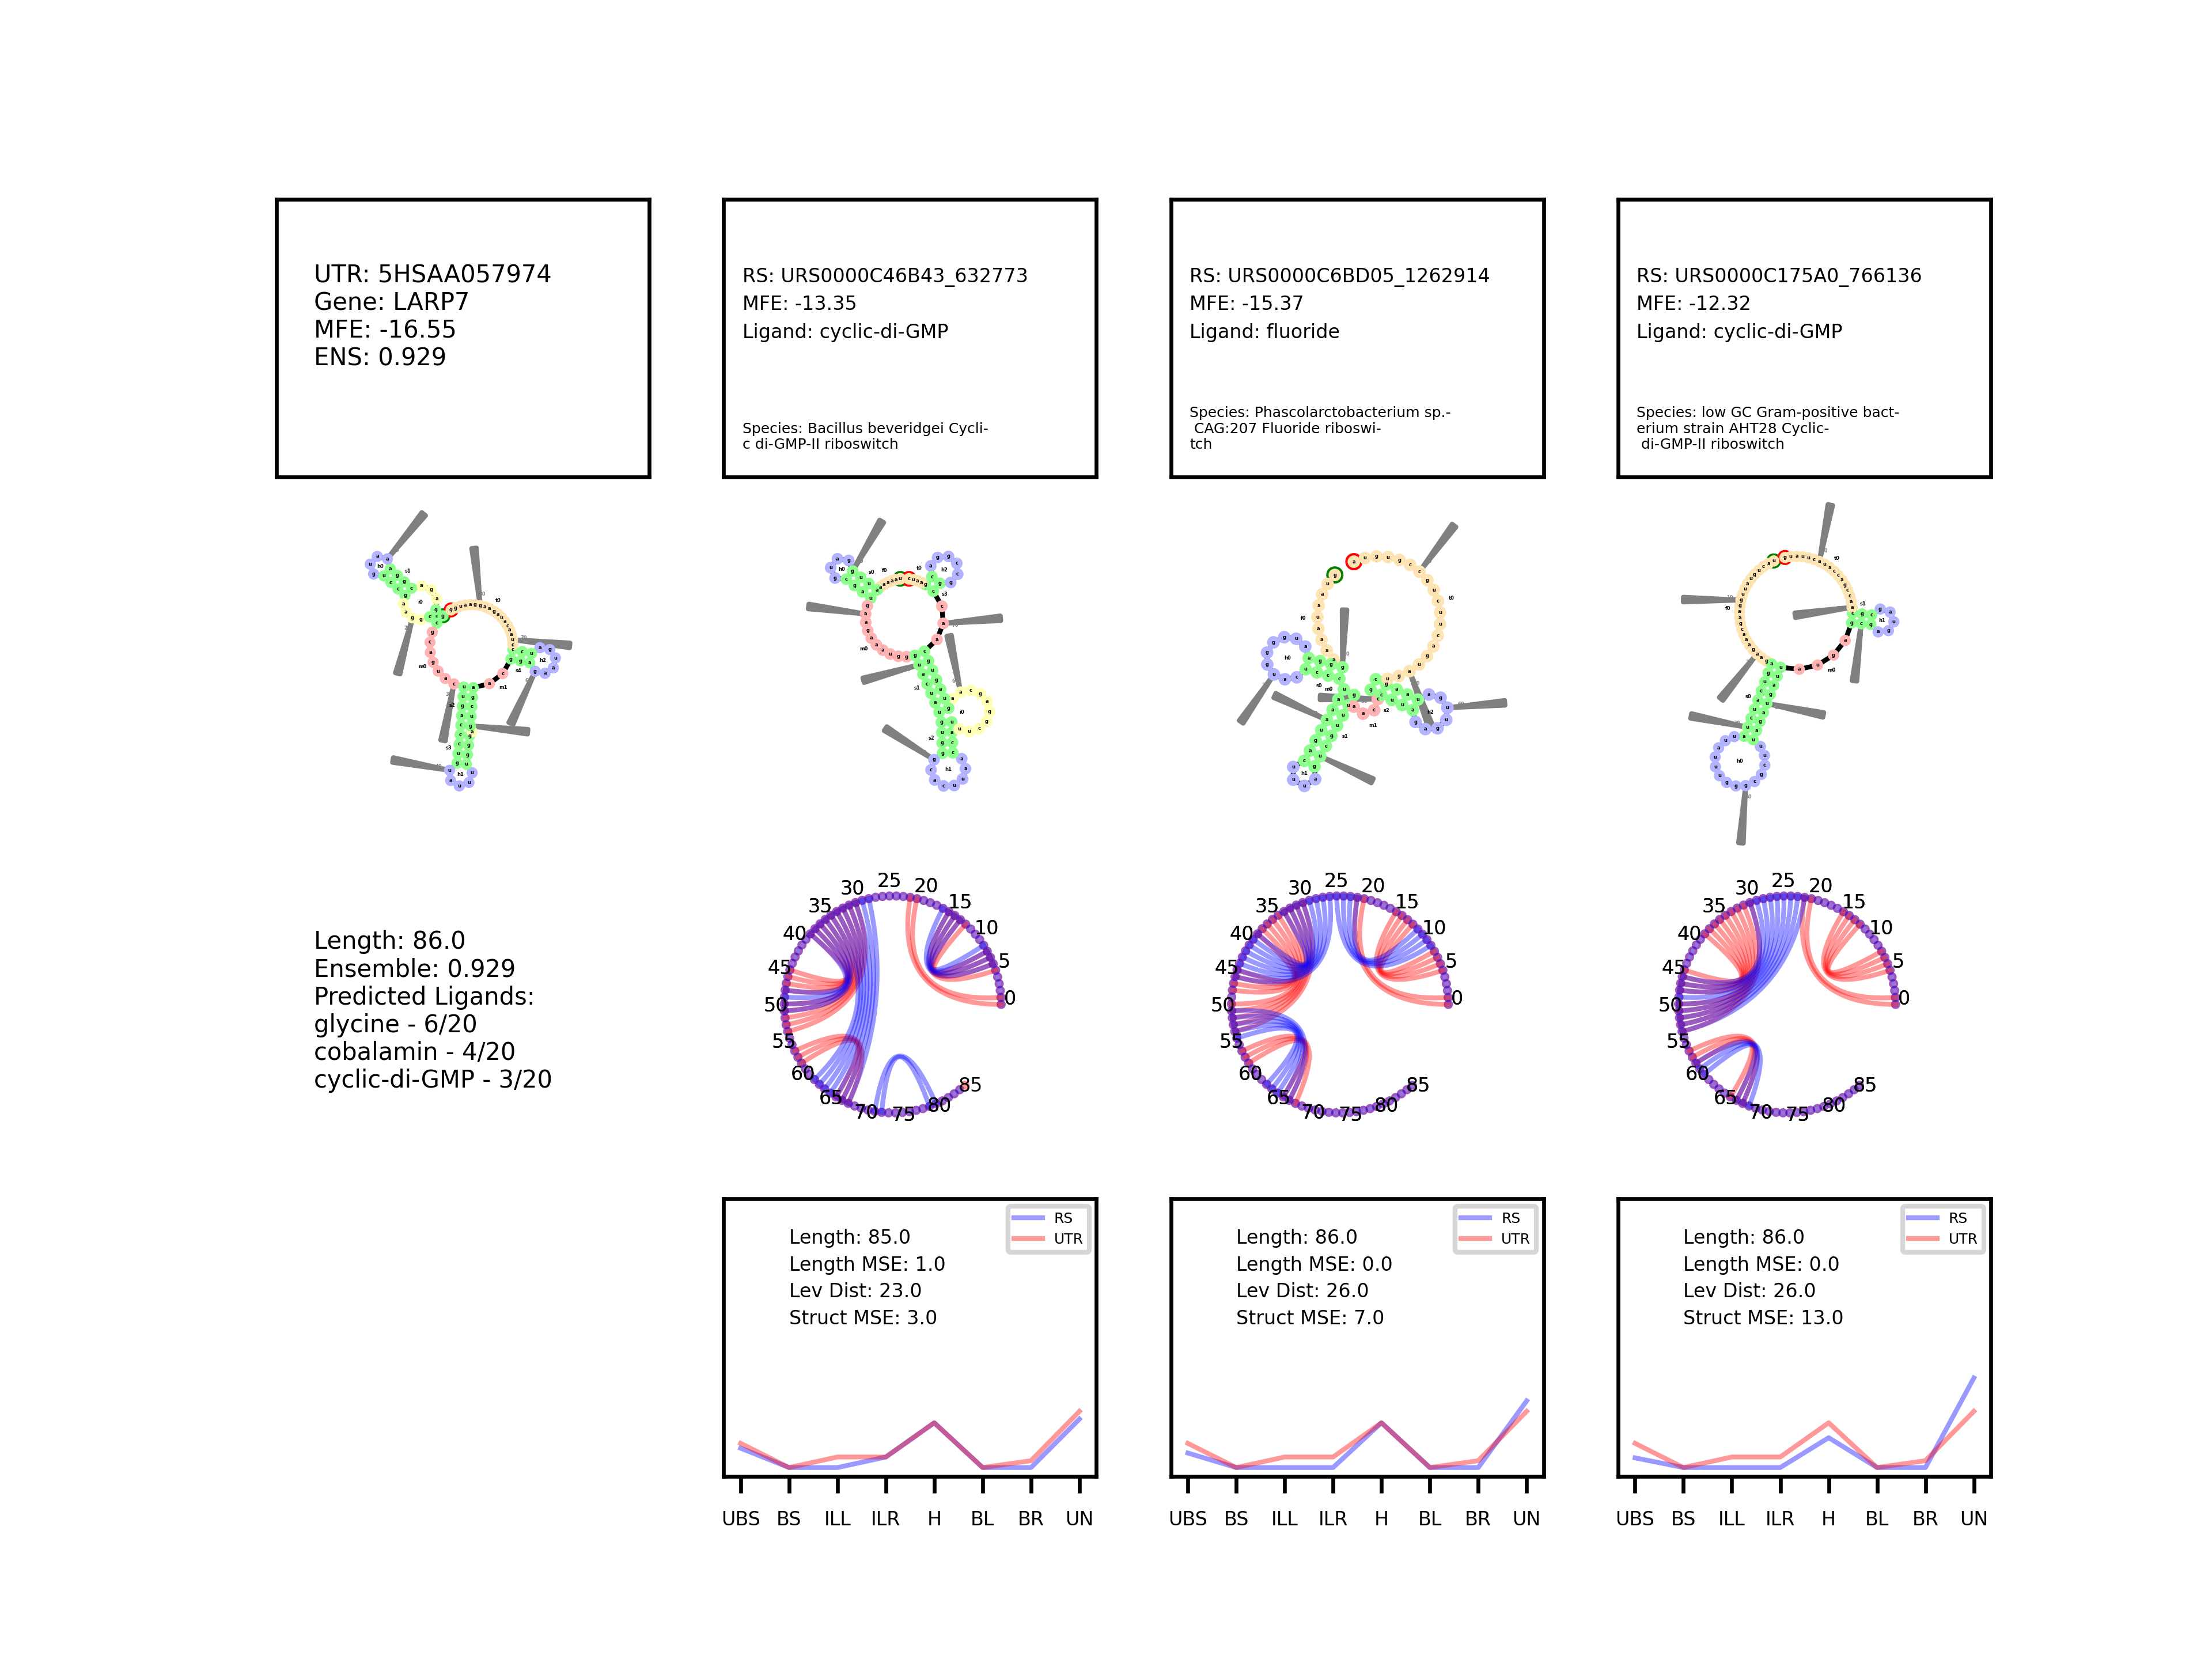 UTR: 5HSAA057974
Gene: LARP7
MFE: -16.55
ENS: 0.929
RS: URS0000C46B43_632773
MFE: -13.35
Ligand: cyclic-di-GMP
Species: Bacillus beveridgei Cycli-
c di-GMP-II riboswitch
RS: URS0000C6BD05_1262914
MFE: -15.37
Ligand: fluoride
Species: Phascolarctobacterium sp.-
CAG:207 Fluoride riboswi-
tch
RS: URS0000C175A0_766136
MFE: -12.32
Ligand: cyclic-di-GMP
Species: low GC Gram-positive bact-
erium strain AHT28 Cyclic-
di-GMP-II riboswitch
Length: 86.0
Ensemble: 0.929
Predicted Ligands:
glycine - 6/20
cobalamin - 4/20
cyclic-di-GMP - 3/20
0 5 10 15 20 25 30 35 40 45 50 55 60 65 70 75 80 85
0 5 10 15 20 25 30 35 40 45 50 55 60 65 70 75 80 85
0 5 10 15 20 25 30 35 40 45 50 55 60 65 70 75 80 85
RS
UTR
Length: 85.0
Length MSE: 1.0
Lev Dist: 23.0
Struct MSE: 3.0
UBS BS ILL ILR H BL BR UN
RS
UTR
Length: 86.0
Length MSE: 0.0
Lev Dist: 26.0
Struct MSE: 7.0
UBS BS ILL ILR H BL BR UN
RS
UTR
Length: 86.0
Length MSE: 0.0
Lev Dist: 26.0
Struct MSE: 13.0
UBS BS ILL ILR H BL BR UN